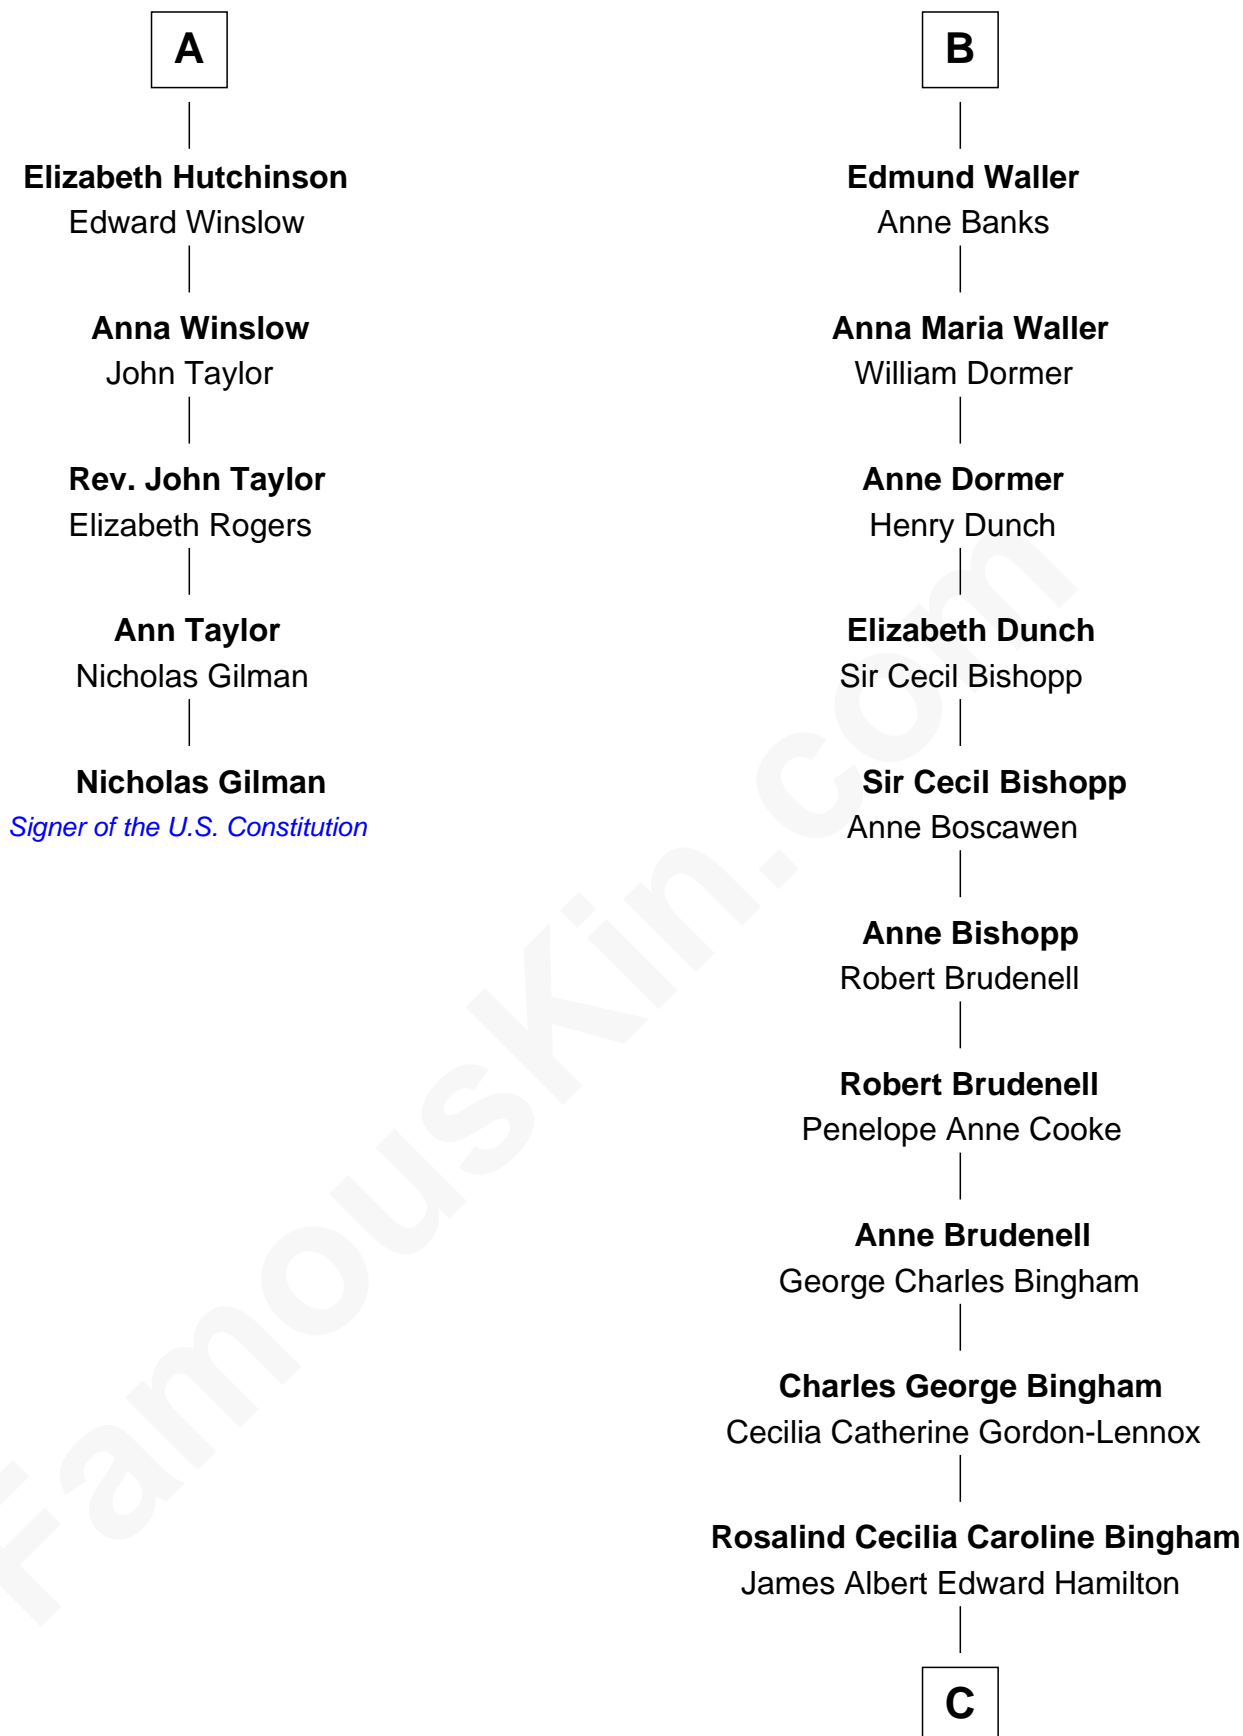 A
Elizabeth Hutchinson
Edward Winslow
Anna Winslow
John Taylor
Rev. John Taylor
Elizabeth Rogers
Ann Taylor
Nicholas Gilman
Nicholas Gilman
Signer of the U.S. Constitution
B
Edmund Waller
Anne Banks
Anna Maria Waller
William Dormer
Anne Dormer
Henry Dunch
Elizabeth Dunch
Sir Cecil Bishopp
Sir Cecil Bishopp
Anne Boscawen
Anne Bishopp
Robert Brudenell
Robert Brudenell
Penelope Anne Cooke
Anne Brudenell
George Charles Bingham
Charles George Bingham
Cecilia Catherine Gordon-Lennox
Rosalind Cecilia Caroline Bingham
James Albert Edward Hamilton
C
FamousKin.com